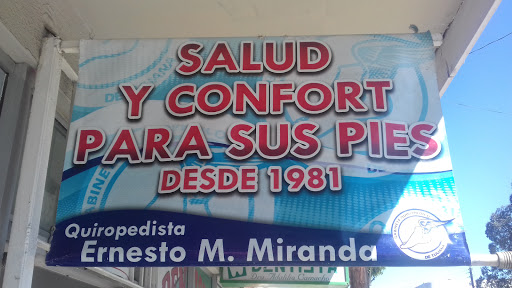 SALUD
Y CONFORT
PARA SUS PIES
DESDE 1981
Quiropedista
Ernesto M. Miranda
DENTISTA